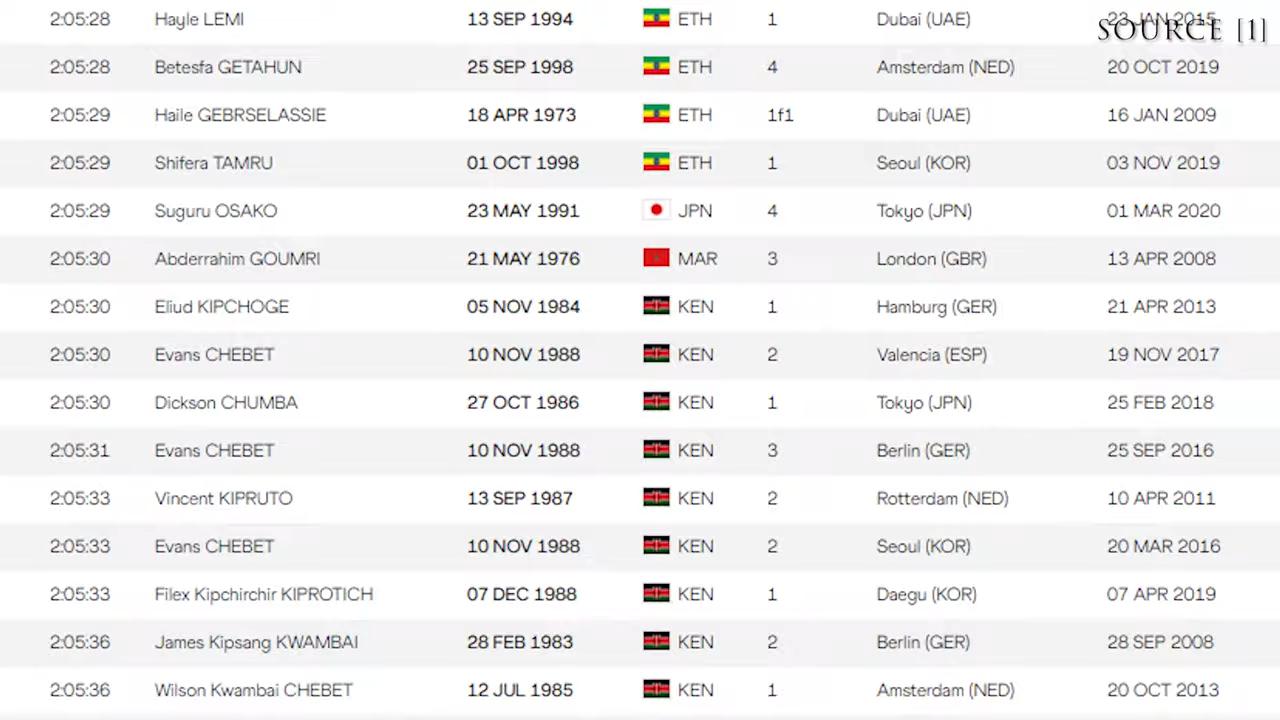 2:05:28 Hayle LEMI 13 SEP 1994 ETH 1 Dubai (UAE) 23 JAN 2015
SOURCE [1]
2:05:28 Betesfa GETAHUN 25 SEP 1998 ETH 4 Amsterdam (NED) 20 OCT 2019
2:05:29 Haile GEBRSELASSIE 18 APR 1973 ETH 1f1 Dubai (UAE) 16 JAN 2009
2:05:29 Shifera TAMRU 01 OCT 1998 ETH 1 Seoul (KOR) 03 NOV 2019
2:05:29 Suguru OSAKO 23 MAY 1991 JPN 4 Tokyo (JPN) 01 MAR 2020
2:05:30 Abderrahim GOUMRI 21 MAY 1976 MAR 3 London (GBR) 13 APR 2008
2:05:30 Eliud KIPCHOGE 05 NOV 1984 KEN 1 Hamburg (GER) 21 APR 2013
2:05:30 Evans CHEBET 10 NOV 1988 KEN 2 Valencia (ESP) 19 NOV 2017
2:05:30 Dickson CHUMBA 27 OCT 1986 KEN 1 Tokyo (JPN) 25 FEB 2018
2:05:31 Evans CHEBET 10 NOV 1988 KEN 3 Berlin (GER) 25 SEP 2016
2:05:33 Vincent KIPRUTO 13 SEP 1987 KEN 2 Rotterdam (NED) 10 APR 2011
2:05:33 Evans CHEBET 10 NOV 1988 KEN 2 Seoul (KOR) 20 MAR 2016
2:05:33 Filex Kipchirchir KIPROTICH 07 DEC 1988 KEN 1 Daegu (KOR) 07 APR 2019
2:05:36 James Kipsang KWAMBAI 28 FEB 1983 KEN 2 Berlin (GER) 28 SEP 2008
2:05:36 Wilson Kwambai CHEBET 12 JUL 1985 KEN 1 Amsterdam (NED) 20 OCT 2013